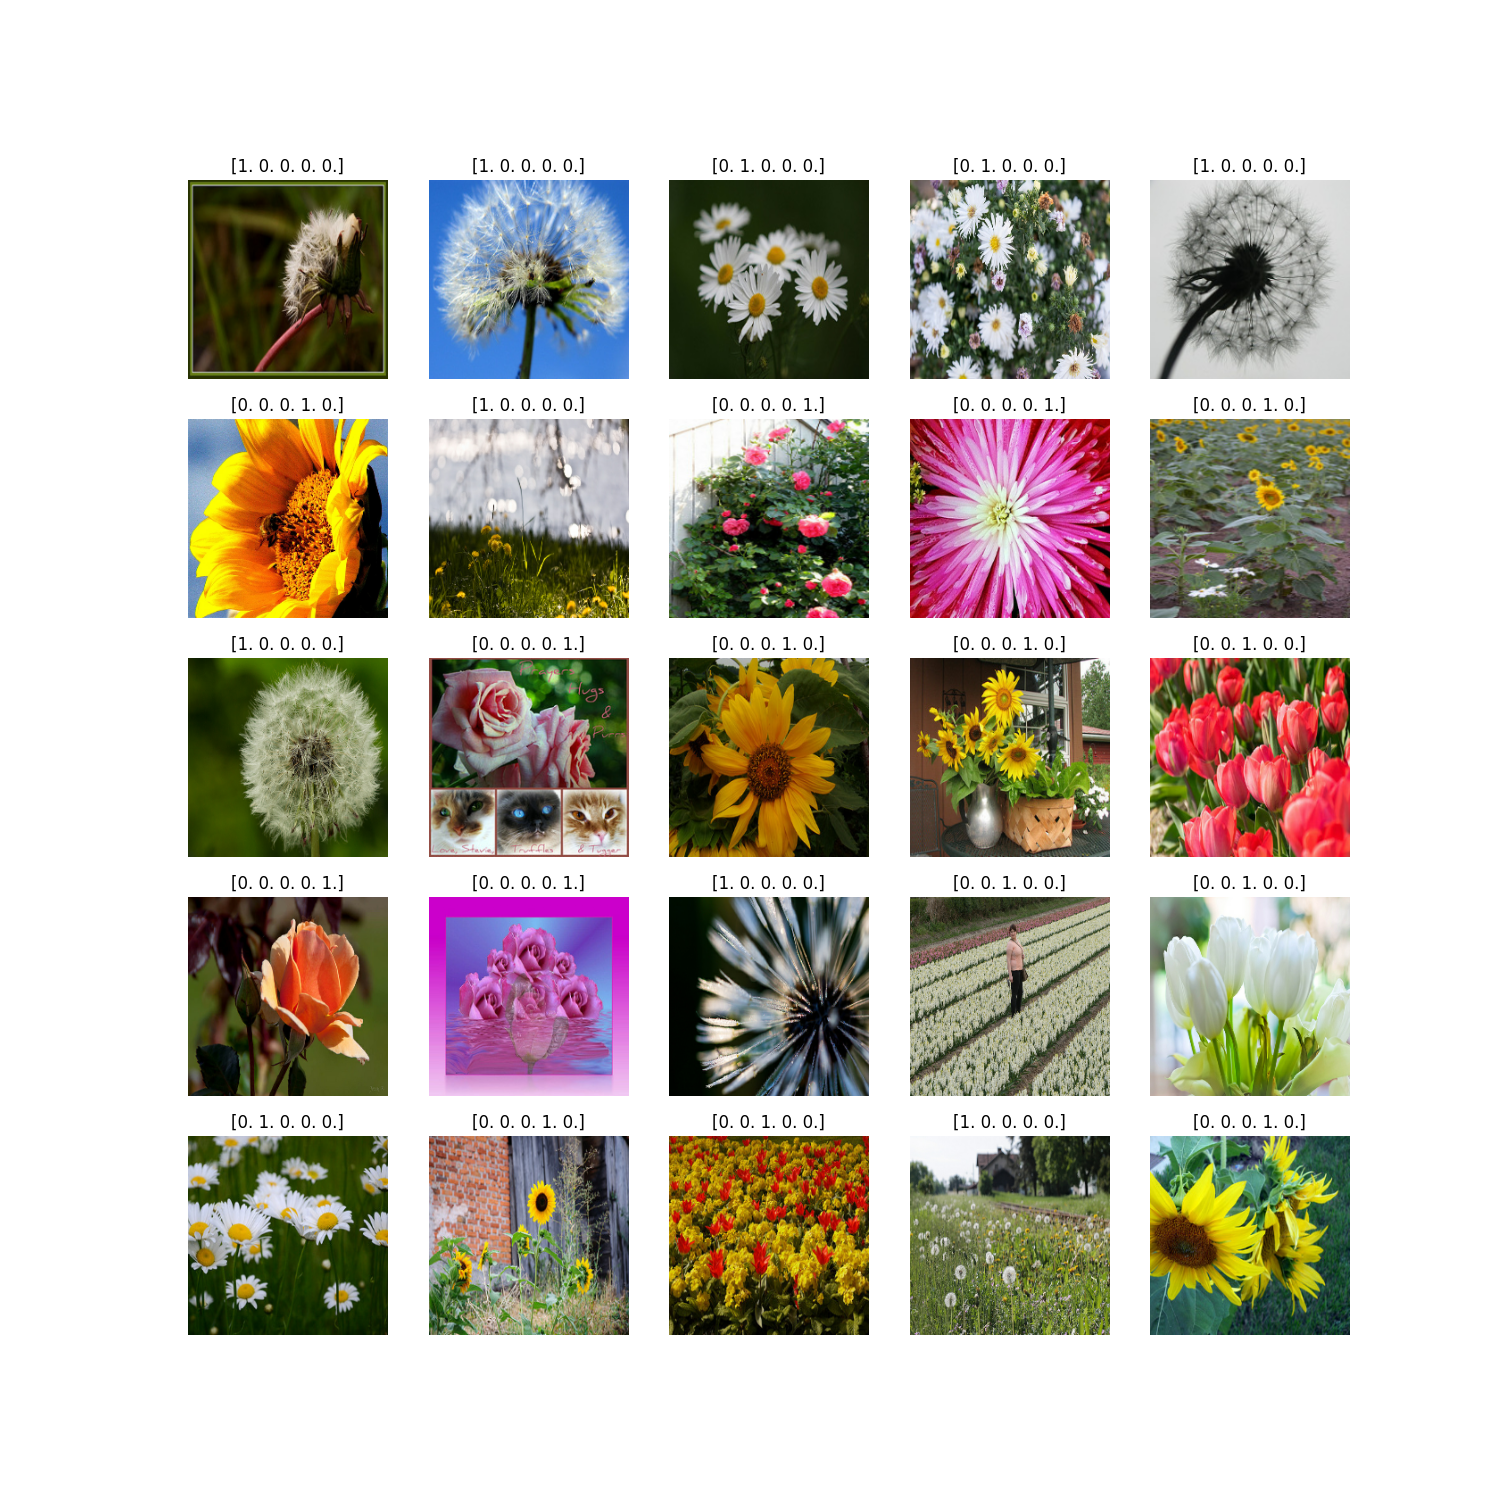 [1. 0. 0. 0. 0.] [1. 0. 0. 0. 0.] [0. 1. 0. 0. 0.] [0. 1. 0. 0. 0.] [1. 0. 0. 0. 0.]
[0. 0. 0. 1. 0.] [1. 0. 0. 0. 0.] [0. 0. 0. 0. 1.] [0. 0. 0. 0. 1.] [0. 0. 0. 1. 0.]
[1. 0. 0. 0. 0.] [0. 0. 0. 0. 1.] [0. 0. 0. 1. 0.] [0. 0. 0. 1. 0.] [0. 0. 1. 0. 0.]
Hugs
&
Love, Stevie, Truffles & Tugger
[0. 0. 0. 0. 1.] [0. 0. 0. 0. 1.] [1. 0. 0. 0. 0.] [0. 0. 1. 0. 0.] [0. 0. 1. 0. 0.]
[0. 1. 0. 0. 0.] [0. 0. 0. 1. 0.] [0. 0. 1. 0. 0.] [1. 0. 0. 0. 0.] [0. 0. 0. 1. 0.]